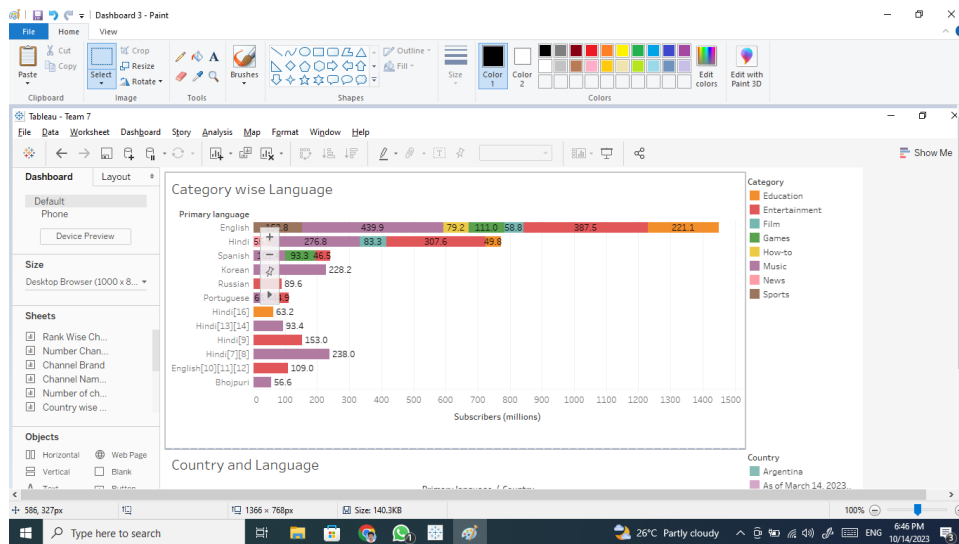 Dashboard 3 - Paint
File Home View
Paste
Cut
Copy
Clipboard
Select
Crop
Resize
Rotate
Image
Tools
Brushes
Shapes
Outline
Fill
Size
Color 1
Color 2
Colors
Edit colors
Edit with Paint 3D
Tableau - Team 7
File Data Worksheet Dashboard Story Analysis Map Format Window Help
Show Me
Dashboard Layout
Default
Phone
Device Preview
Size
Desktop Browser (1000 x 8...
Sheets
Rank Wise Ch...
Number Chan...
Channel Brand
Channel Nam...
Number of ch...
Country wise ...
Objects
Horizontal Web Page
Vertical Blank
Category wise Language
Primary language
English 439.9 79.2 111.0 58.8 387.5 221.1
Hindi 276.8 83.3 307.6 49.8
Spanish 93.3 46.5
Korean 228.2
Russian 89.6
Portuguese
Hindi[16] 63.2
Hindi[13][14] 93.4
Hindi[9] 153.0
Hindi[7][8] 238.0
English[10][11][12] 109.0
Bhojpuri 56.6
0 100 200 300 400 500 600 700 800 900 1000 1100 1200 1300 1400 1500
Subscribers (millions)
Category
Education
Entertainment
Film
Games
How-to
Music
News
Sports
Country and Language
Primary language / Country
Country
Argentina
As of March 14, 2023..
586, 327px
1366 × 768px
Size: 140.3KB
100%
Type here to search
26°C Partly cloudy
ENG
6:46 PM
10/14/2023